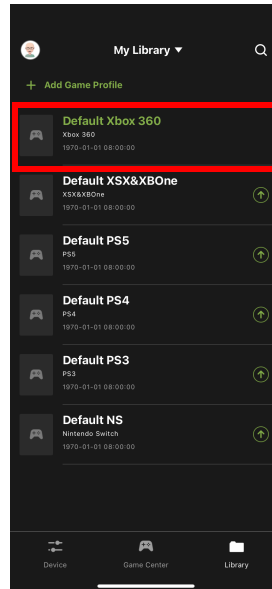 My Library ▼
+ Add Game Profile
Default Xbox 360
Xbox 360
1970-01-01 08:00:00
Default XSX&XBOne
XSX&XBOne
1970-01-01 08:00:00
Default PS5
PS5
1970-01-01 08:00:00
Default PS4
PS4
1970-01-01 08:00:00
Default PS3
PS3
1970-01-01 08:00:00
Default NS
Nintendo Switch
1970-01-01 08:00:00
Device Game Center Library